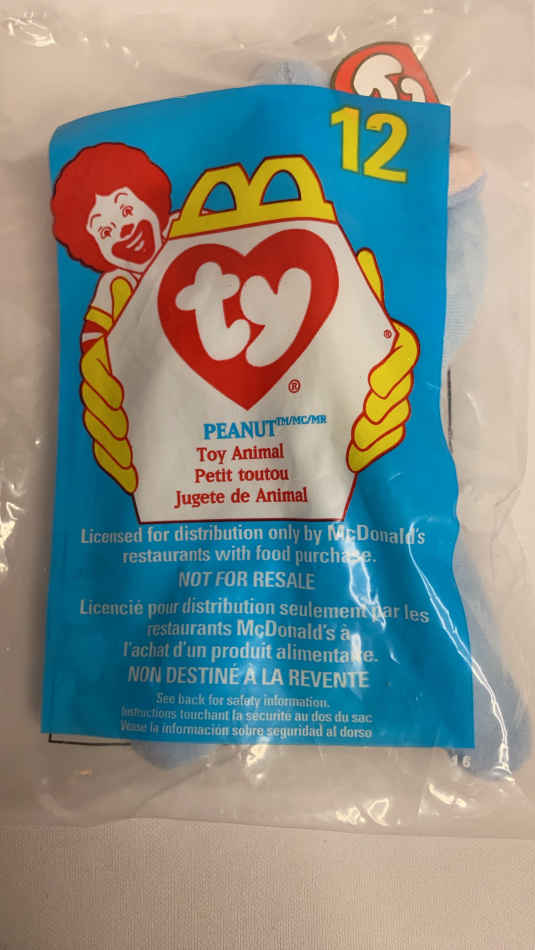 12
ty
®
®
PEANUT™/MC/MR
Toy Animal
Petit toutou
Jugete de Animal
Licensed for distribution only by McDonald's
restaurants with food purchase.
NOT FOR RESALE
Licencié pour distribution seulement par les
restaurants McDonald's à
l'achat d'un produit alimentaire.
NON DESTINÉ À LA REVENTE
See back for safety information.
Instructions touchant la sécurité au dos du sac
Vease la información sobre seguridad al dorso
16